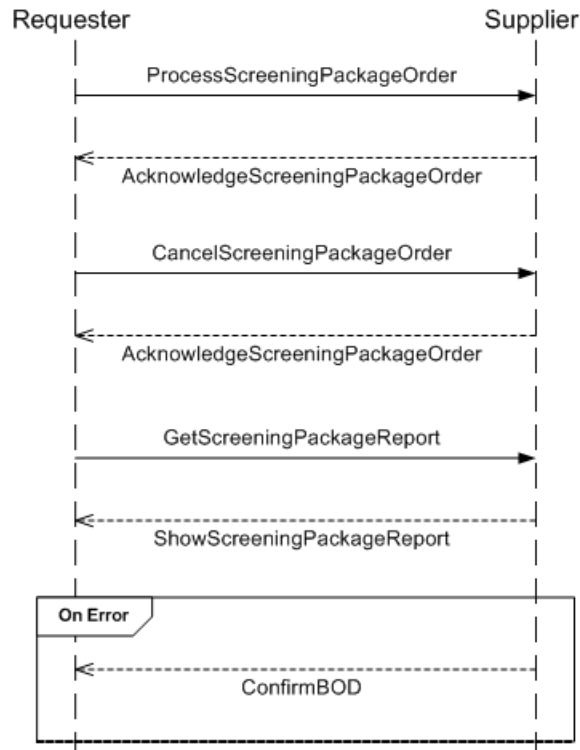 Requester Supplier
ProcessScreeningPackageOrder
AcknowledgeScreeningPackageOrder
CancelScreeningPackageOrder
AcknowledgeScreeningPackageOrder
GetScreeningPackageReport
ShowScreeningPackageReport
On Error
ConfirmBOD